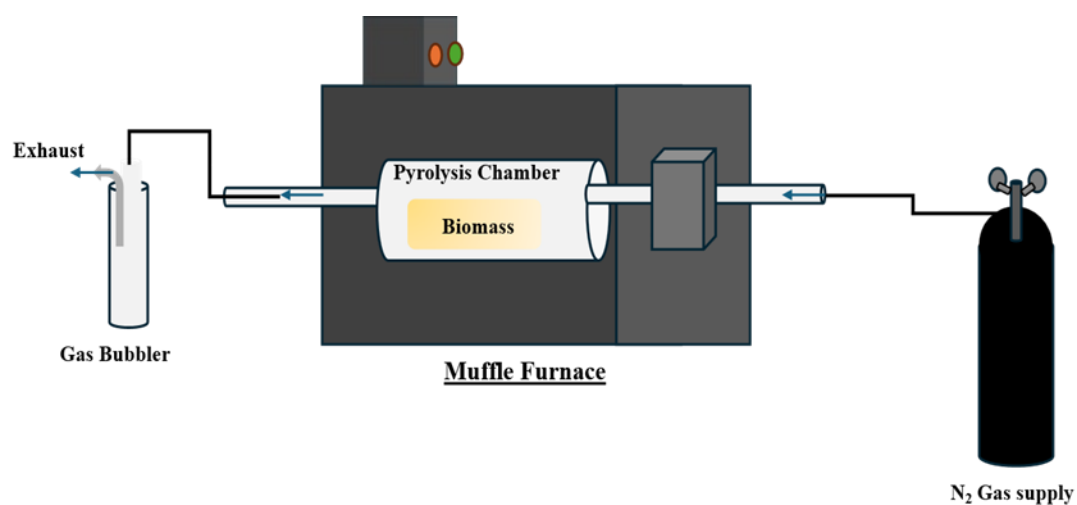 Exhaust
Pyrolysis Chamber
Biomass
Gas Bubbler
Muffle Furnace
N₂ Gas supply